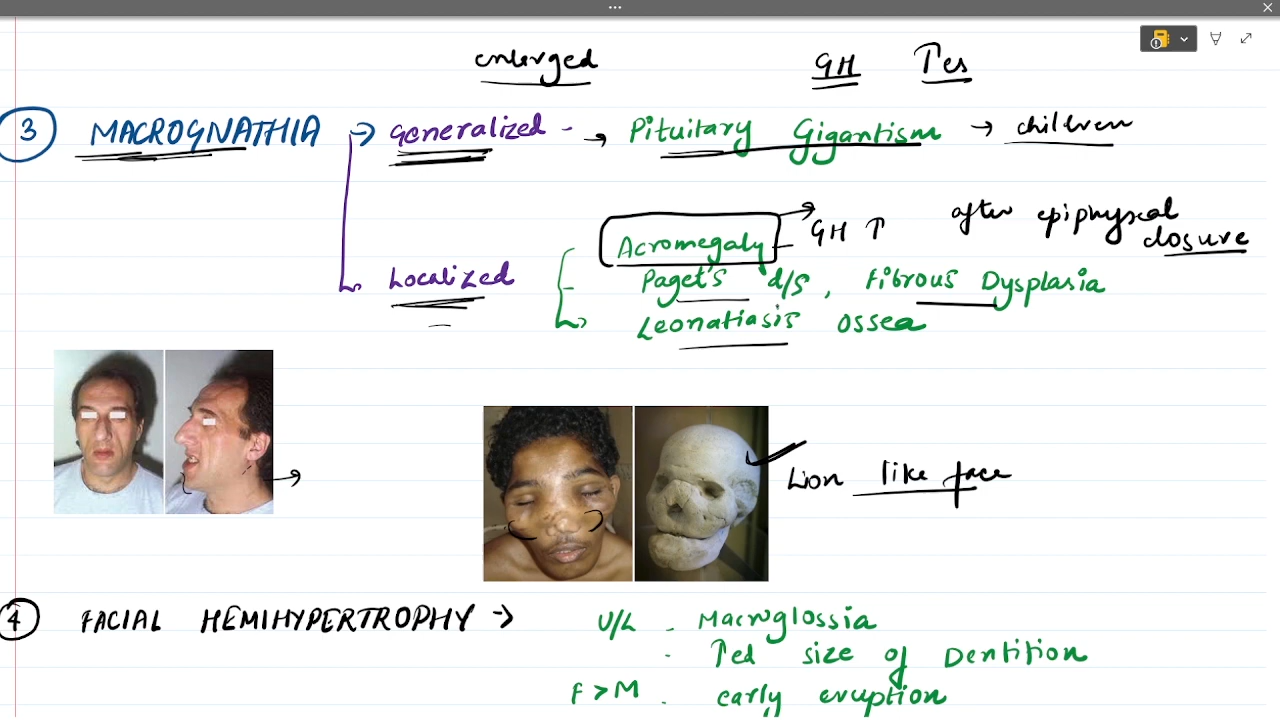 enlarged GH ↑es
3 MACROGNATHIA → Generalized - → Pituitary Gigantism → children
Acromegaly → GH ↑ after epiphyseal closure
Localized Paget's d/s, Fibrous Dysplasia
Leonatiasis ossea
Lion like face
4 FACIAL HEMIHYPERTROPHY → U/L - Macroglossia
- ↑ed size of Dentition
F > M . early eruption